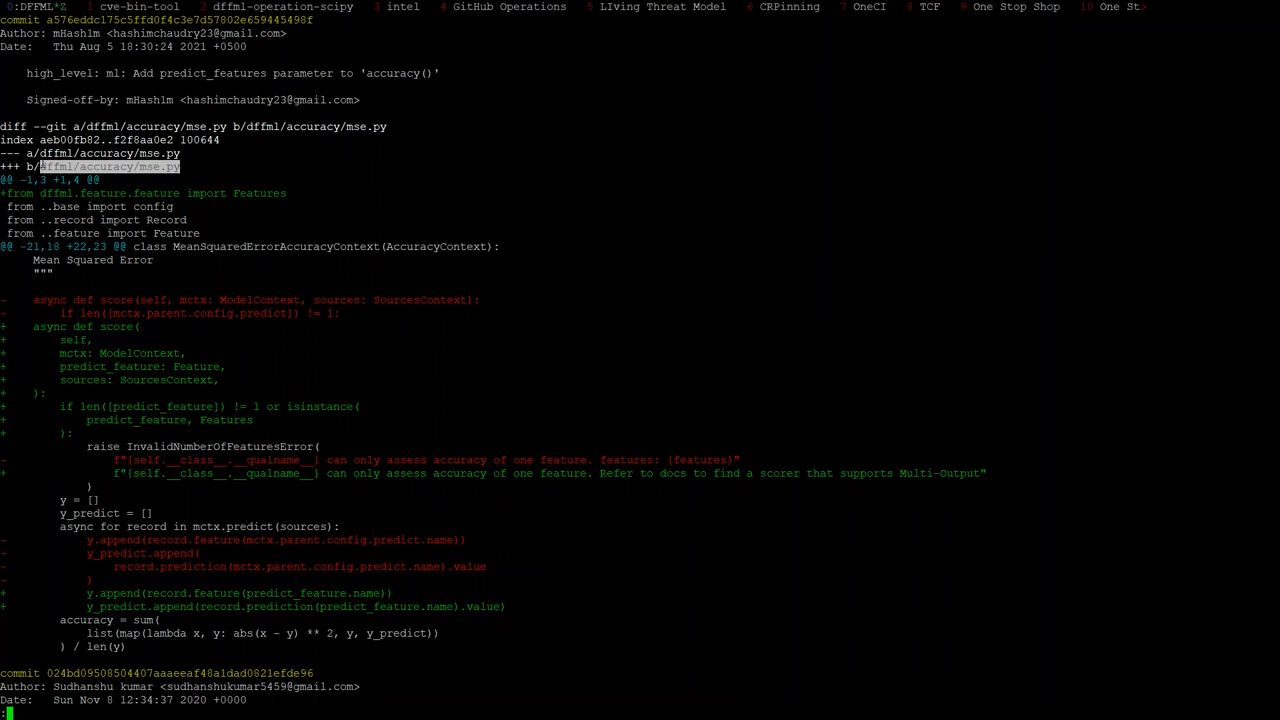 0:DFFML*Z  1 cve-bin-tool  2 dffml-operation-scipy  3 intel  4 GitHub Operations  5 LIving Threat Model  6 CRPinning  7 OneCI  8 TCF  9 One Stop Shop  10 One St>
commit a576eddc175c5ffd0f4c3e7d57802e659445498f
Author: mHash1m <hashimchaudry23@gmail.com>
Date:   Thu Aug 5 18:30:24 2021 +0500
    high_level: ml: Add predict_features parameter to 'accuracy()'
    Signed-off-by: mHash1m <hashimchaudry23@gmail.com>
diff --git a/dffml/accuracy/mse.py b/dffml/accuracy/mse.py
index aeb00fb82..f2f8aa0e2 100644
--- a/dffml/accuracy/mse.py
+++ b/dffml/accuracy/mse.py
@@ -1,3 +1,4 @@
+from dffml.feature.feature import Features
 from ..base import config
 from ..record import Record
 from ..feature import Feature
@@ -21,18 +22,23 @@ class MeanSquaredErrorAccuracyContext(AccuracyContext):
     Mean Squared Error
     """
-    async def score(self, mctx: ModelContext, sources: SourcesContext):
-        if len([mctx.parent.config.predict]) != 1:
+    async def score(
+        self,
+        mctx: ModelContext,
+        predict_feature: Feature,
+        sources: SourcesContext,
+    ):
+        if len([predict_feature]) != 1 or isinstance(
+            predict_feature, Features
+        ):
             raise InvalidNumberOfFeaturesError(
-                f"{self.__class__.__qualname__} can only assess accuracy of one feature. features: {features}"
+                f"{self.__class__.__qualname__} can only assess accuracy of one feature. Refer to docs to find a scorer that supports Multi-Output"
             )
         y = []
         y_predict = []
         async for record in mctx.predict(sources):
-            y.append(record.feature(mctx.parent.config.predict.name))
-            y_predict.append(
-                record.prediction(mctx.parent.config.predict.name).value
-            )
+            y.append(record.feature(predict_feature.name))
+            y_predict.append(record.prediction(predict_feature.name).value)
         accuracy = sum(
             list(map(lambda x, y: abs(x - y) ** 2, y, y_predict))
         ) / len(y)
commit 024bd09508504407aaaeeaf48a1dad0821efde96
Author: Sudhanshu kumar <sudhanshukumar5459@gmail.com>
Date:   Sun Nov 8 12:34:37 2020 +0000
: